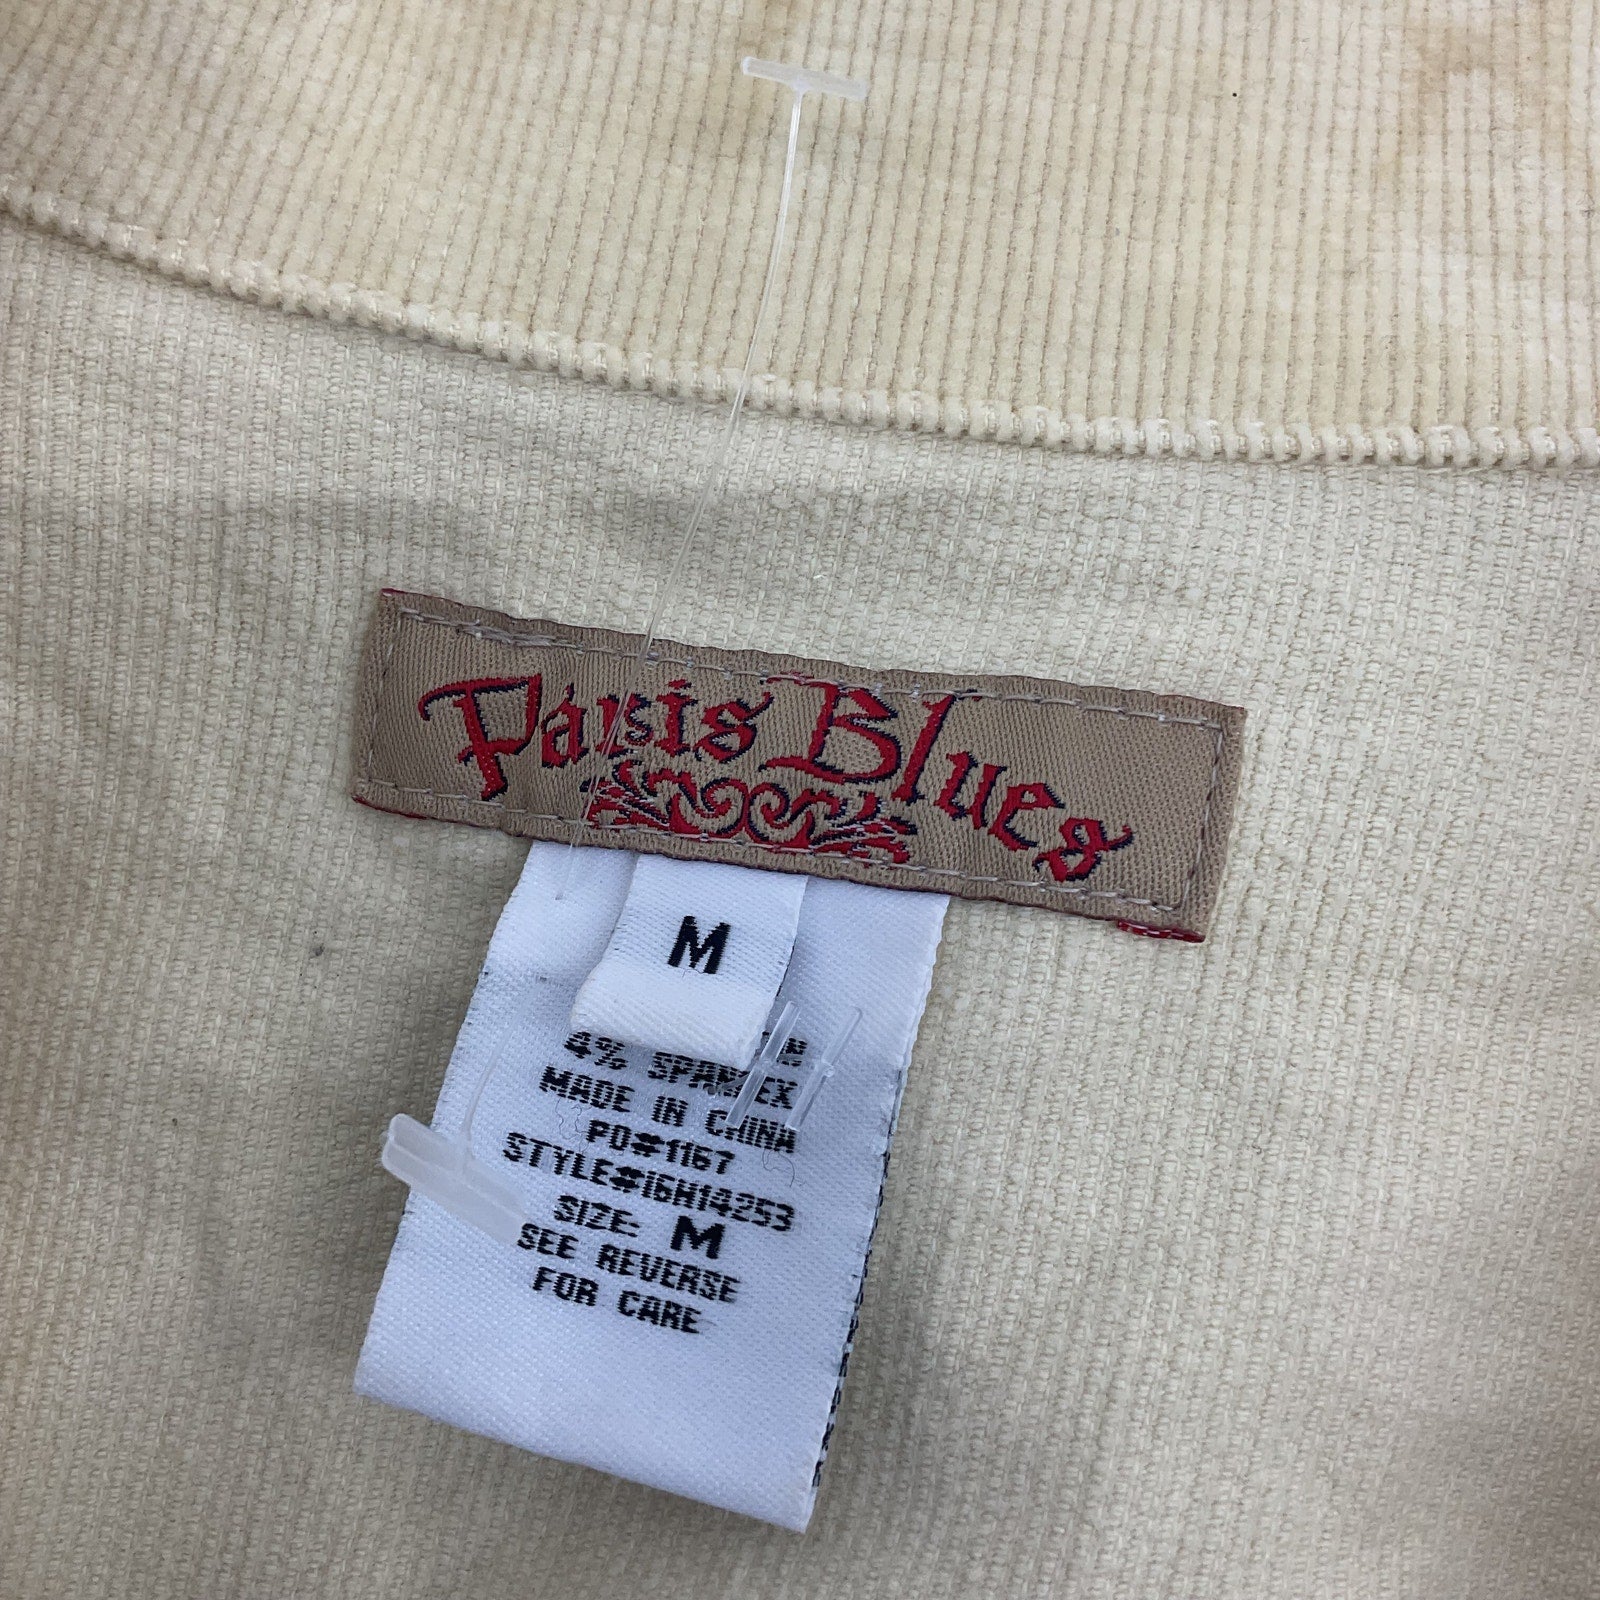 Paris Blues
M
4% SPANDEX
MADE IN CHINA
PO#1167
STYLE#16H14253
SIZE: M
SEE REVERSE
FOR CARE